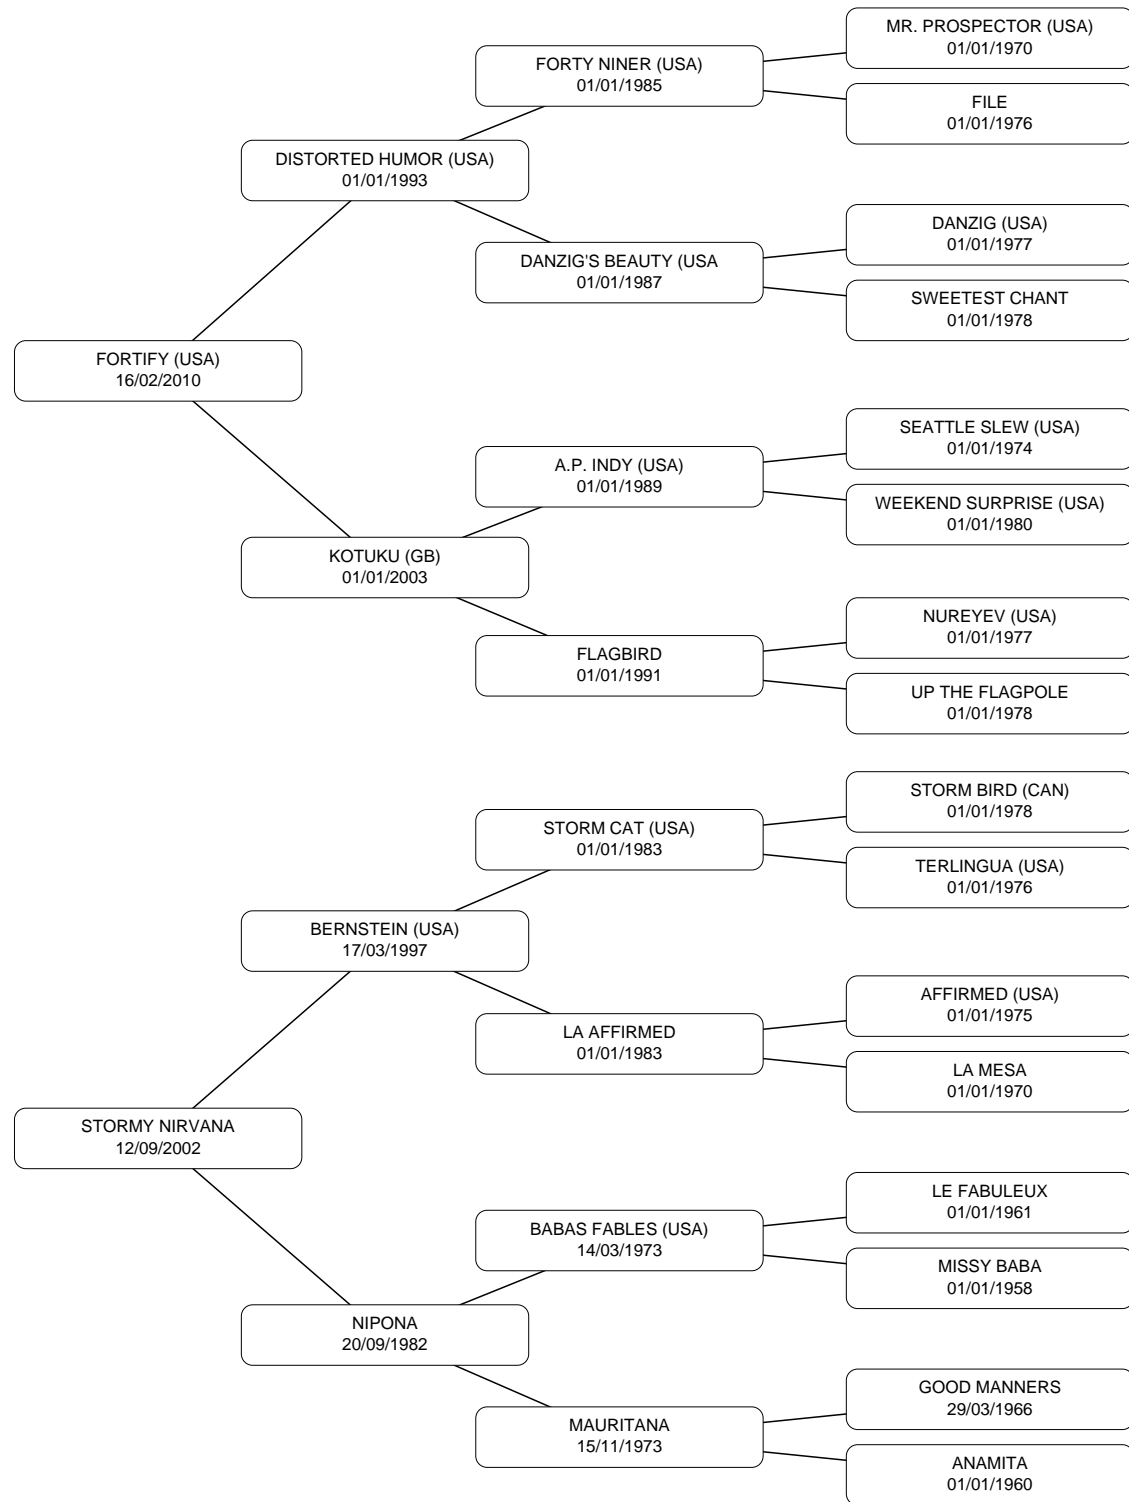 MR. PROSPECTOR (USA)
01/01/1970
FORTY NINER (USA)
01/01/1985
FILE
01/01/1976
DISTORTED HUMOR (USA)
01/01/1993
DANZIG (USA)
01/01/1977
DANZIG'S BEAUTY (USA
01/01/1987
SWEETEST CHANT
01/01/1978
FORTIFY (USA)
16/02/2010
SEATTLE SLEW (USA)
01/01/1974
A.P. INDY (USA)
01/01/1989
WEEKEND SURPRISE (USA)
01/01/1980
KOTUKU (GB)
01/01/2003
NUREYEV (USA)
01/01/1977
FLAGBIRD
01/01/1991
UP THE FLAGPOLE
01/01/1978
STORM BIRD (CAN)
01/01/1978
STORM CAT (USA)
01/01/1983
TERLINGUA (USA)
01/01/1976
BERNSTEIN (USA)
17/03/1997
AFFIRMED (USA)
01/01/1975
LA AFFIRMED
01/01/1983
LA MESA
01/01/1970
STORMY NIRVANA
12/09/2002
LE FABULEUX
01/01/1961
BABAS FABLES (USA)
14/03/1973
MISSY BABA
01/01/1958
NIPONA
20/09/1982
GOOD MANNERS
29/03/1966
MAURITANA
15/11/1973
ANAMITA
01/01/1960